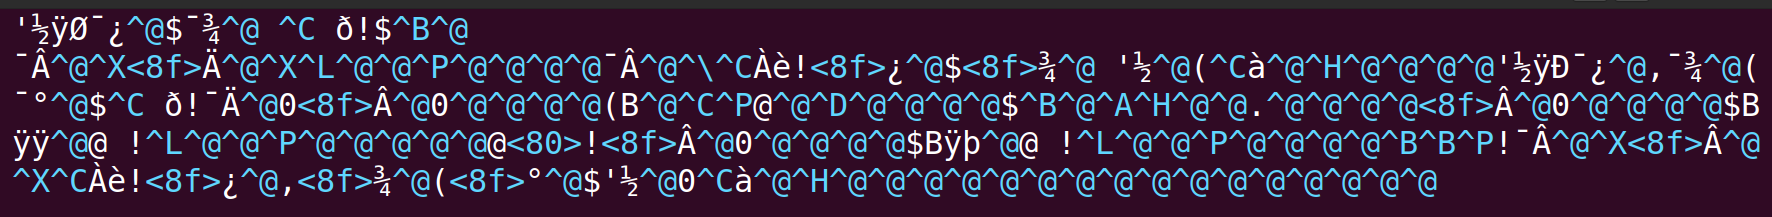 '½ÿØ¯¿^@$¯¾^@ ^C ð!$^B^@
¯Â^@^X<8f>Ä^@^X^L^@^@^P^@^@^@^@¯Â^@^\^CÀè!<8f>¿^@$<8f>¾^@ '½^@(^Cà^@^H^@^@^@^@'½ÿÐ¯¿^@,¯¾^@(
¯°^@$^C ð!¯Ä^@0<8f>Â^@0^@^@^@^@(B^@^C^P@^@^D^@^@^@^@$^B^@^A^H^@^@.^@^@^@^@<8f>Â^@0^@^@^@^@$B
ÿÿ^@@ !^L^@^@^P^@^@^@^@^@@<80>!<8f>Â^@0^@^@^@^@$Bÿþ^@@ !^L^@^@^P^@^@^@^@^B^B^P!¯Â^@^X<8f>Â^@
^X^CÀè!<8f>¿^@,<8f>¾^@(<8f>°^@$'½^@0^Cà^@^H^@^@^@^@^@^@^@^@^@^@^@^@^@^@^@^@